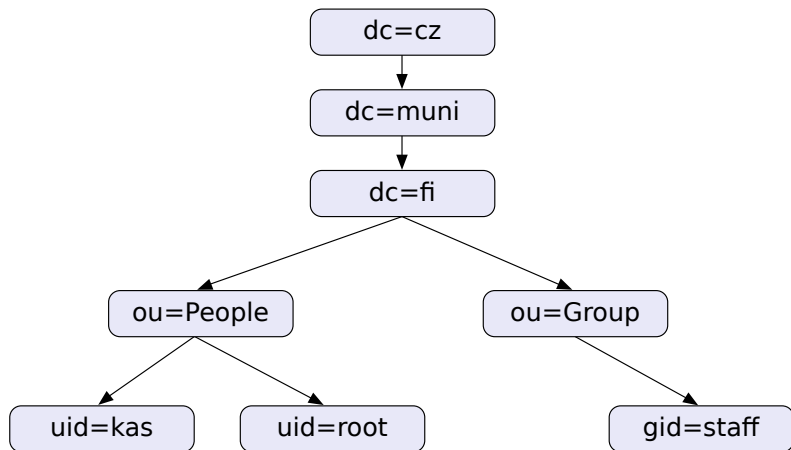 dc=cz
dc=muni
dc=fi
ou=People
ou=Group
uid=kas
uid=root
gid=staff